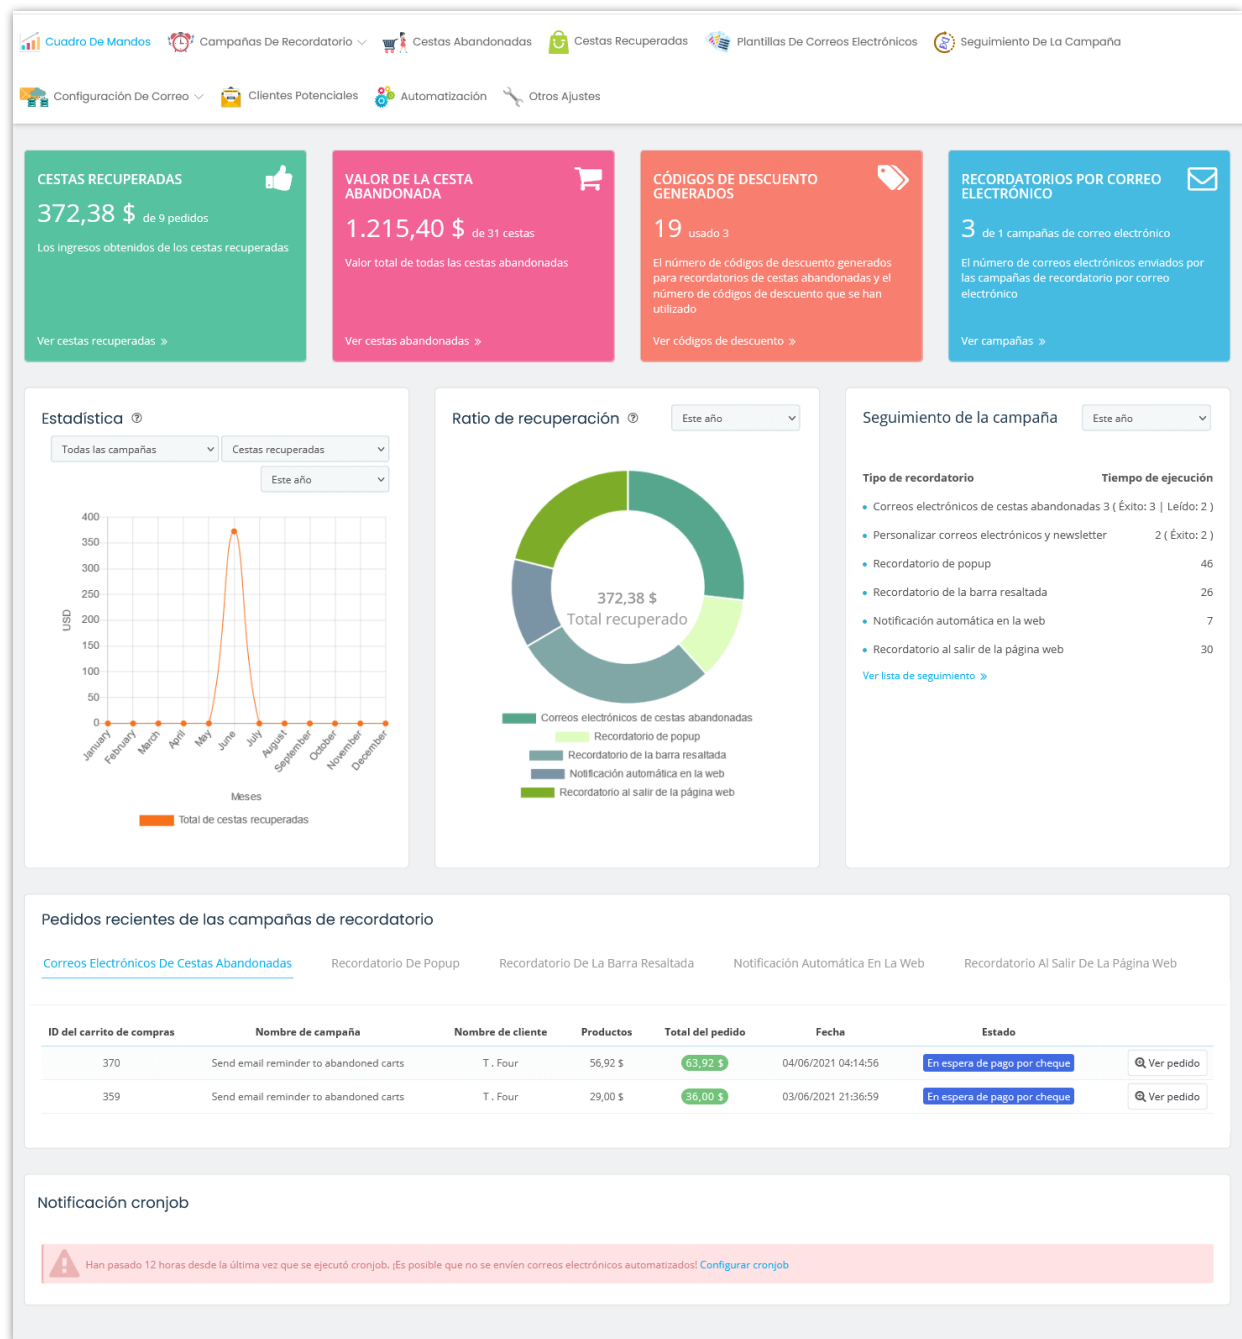 Cuadro De Mandos
Campañas De Recordatorio
Cestas Abandonadas
Cestas Recuperadas
Plantillas De Correos Electrónicos
Seguimiento De La Campaña
Configuración De Correo
Clientes Potenciales
Automatización
Otros Ajustes
CESTAS RECUPERADAS
372,38 $ de 9 pedidos
Los ingresos obtenidos de los cestas recuperadas
Ver cestas recuperadas »
VALOR DE LA CESTA
ABANDONADA
1.215,40 $ de 31 cestas
Valor total de todas las cestas abandonadas
Ver cestas abandonadas »
CÓDIGOS DE DESCUENTO
GENERADOS
19 usado 3
El número de códigos de descuento generados
para recordatorios de cestas abandonadas y el
número de códigos de descuento que se han
utilizado
Ver códigos de descuento »
RECORDATORIOS POR CORREO
ELECTRÓNICO
3 de 1 campañas de correo electrónico
El número de correos electrónicos enviados por
las campañas de recordatorio por correo
electrónico
Ver campañas »
Estadística ?
Todas las campañas
Cestas recuperadas
Este año
400
350
300
250
200
150
100
50
0
USD
January
February
March
April
May
June
July
August
September
October
November
December
Meses
Total de cestas recuperadas
Ratio de recuperación ?
Este año
372,38 $
Total recuperado
Correos electrónicos de cestas abandonadas
Recordatorio de popup
Recordatorio de la barra resaltada
Notificación automática en la web
Recordatorio al salir de la página web
Seguimiento de la campaña
Este año
Tipo de recordatorio Tiempo de ejecución
Correos electrónicos de cestas abandonadas 3 ( Éxito: 3 | Leído: 2 )
Personalizar correos electrónicos y newsletter 2 ( Éxito: 2 )
Recordatorio de popup 46
Recordatorio de la barra resaltada 26
Notificación automática en la web 7
Recordatorio al salir de la página web 30
Ver lista de seguimiento »
Pedidos recientes de las campañas de recordatorio
Correos Electrónicos De Cestas Abandonadas Recordatorio De Popup Recordatorio De La Barra Resaltada Notificación Automática En La Web Recordatorio Al Salir De La Página Web
ID del carrito de compras Nombre de campaña Nombre de cliente Productos Total del pedido Fecha Estado
370 Send email reminder to abandoned carts T . Four 56,92 $ 63,92 $ 04/06/2021 04:14:56 En espera de pago por cheque Ver pedido
359 Send email reminder to abandoned carts T . Four 29,00 $ 36,00 $ 03/06/2021 21:36:59 En espera de pago por cheque Ver pedido
Notificación cronjob
Han pasado 12 horas desde la última vez que se ejecutó cronjob. ¡Es posible que no se envíen correos electrónicos automatizados! Configurar cronjob